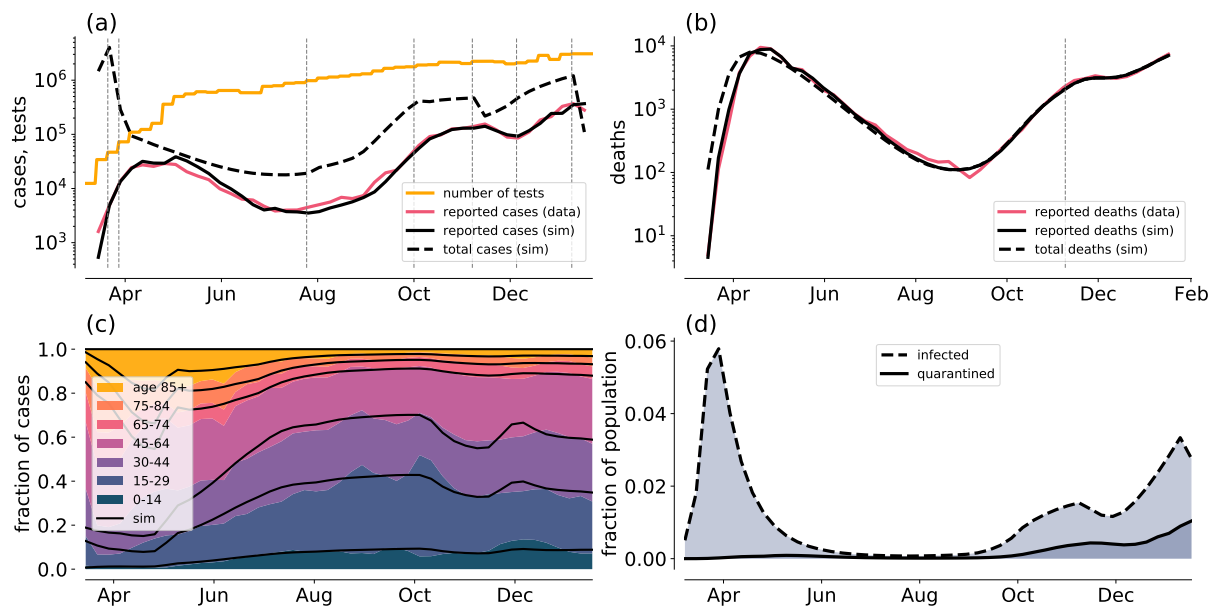 (a)
cases, tests
10^6
10^5
10^4
10^3
number of tests
reported cases (data)
reported cases (sim)
total cases (sim)
Apr Jun Aug Oct Dec
(b)
deaths
10^4
10^3
10^2
10^1
reported deaths (data)
reported deaths (sim)
total deaths (sim)
Apr Jun Aug Oct Dec Feb
(c)
fraction of cases
1.0
0.8
0.6
0.4
0.2
0.0
age 85+
75-84
65-74
45-64
30-44
15-29
0-14
sim
Apr Jun Aug Oct Dec
(d)
fraction of population
0.06
0.04
0.02
0.00
infected
quarantined
Apr Jun Aug Oct Dec